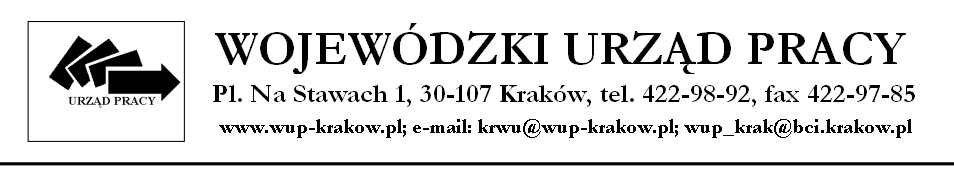 WOJEWÓDZKI URZĄD PRACY
URZĄD PRACY
Pl. Na Stawach 1, 30-107 Kraków, tel. 422-98-92, fax 422-97-85
www.wup-krakow.pl; e-mail: krwu@wup-krakow.pl; wup_krak@bci.krakow.pl